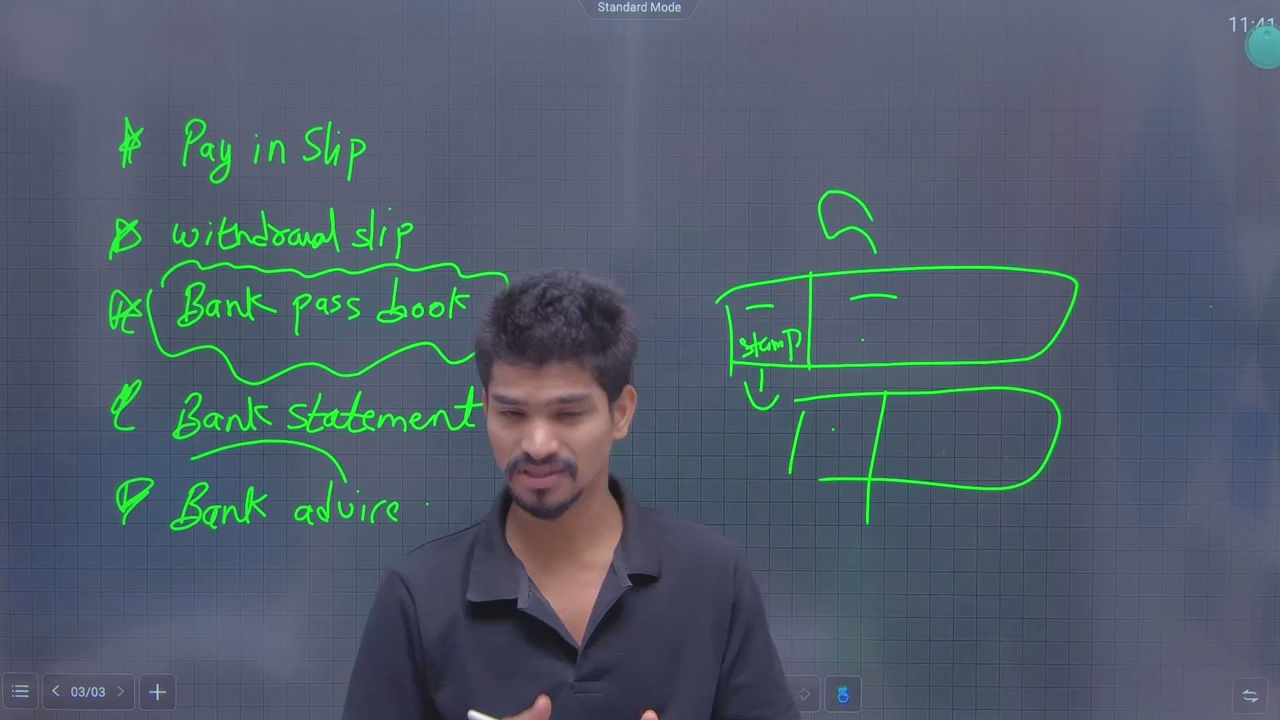 Standard Mode
11:41
Pay in Slip
withdrawal slip
Bank pass book
stamp
Bank statement
Bank advice
03/03